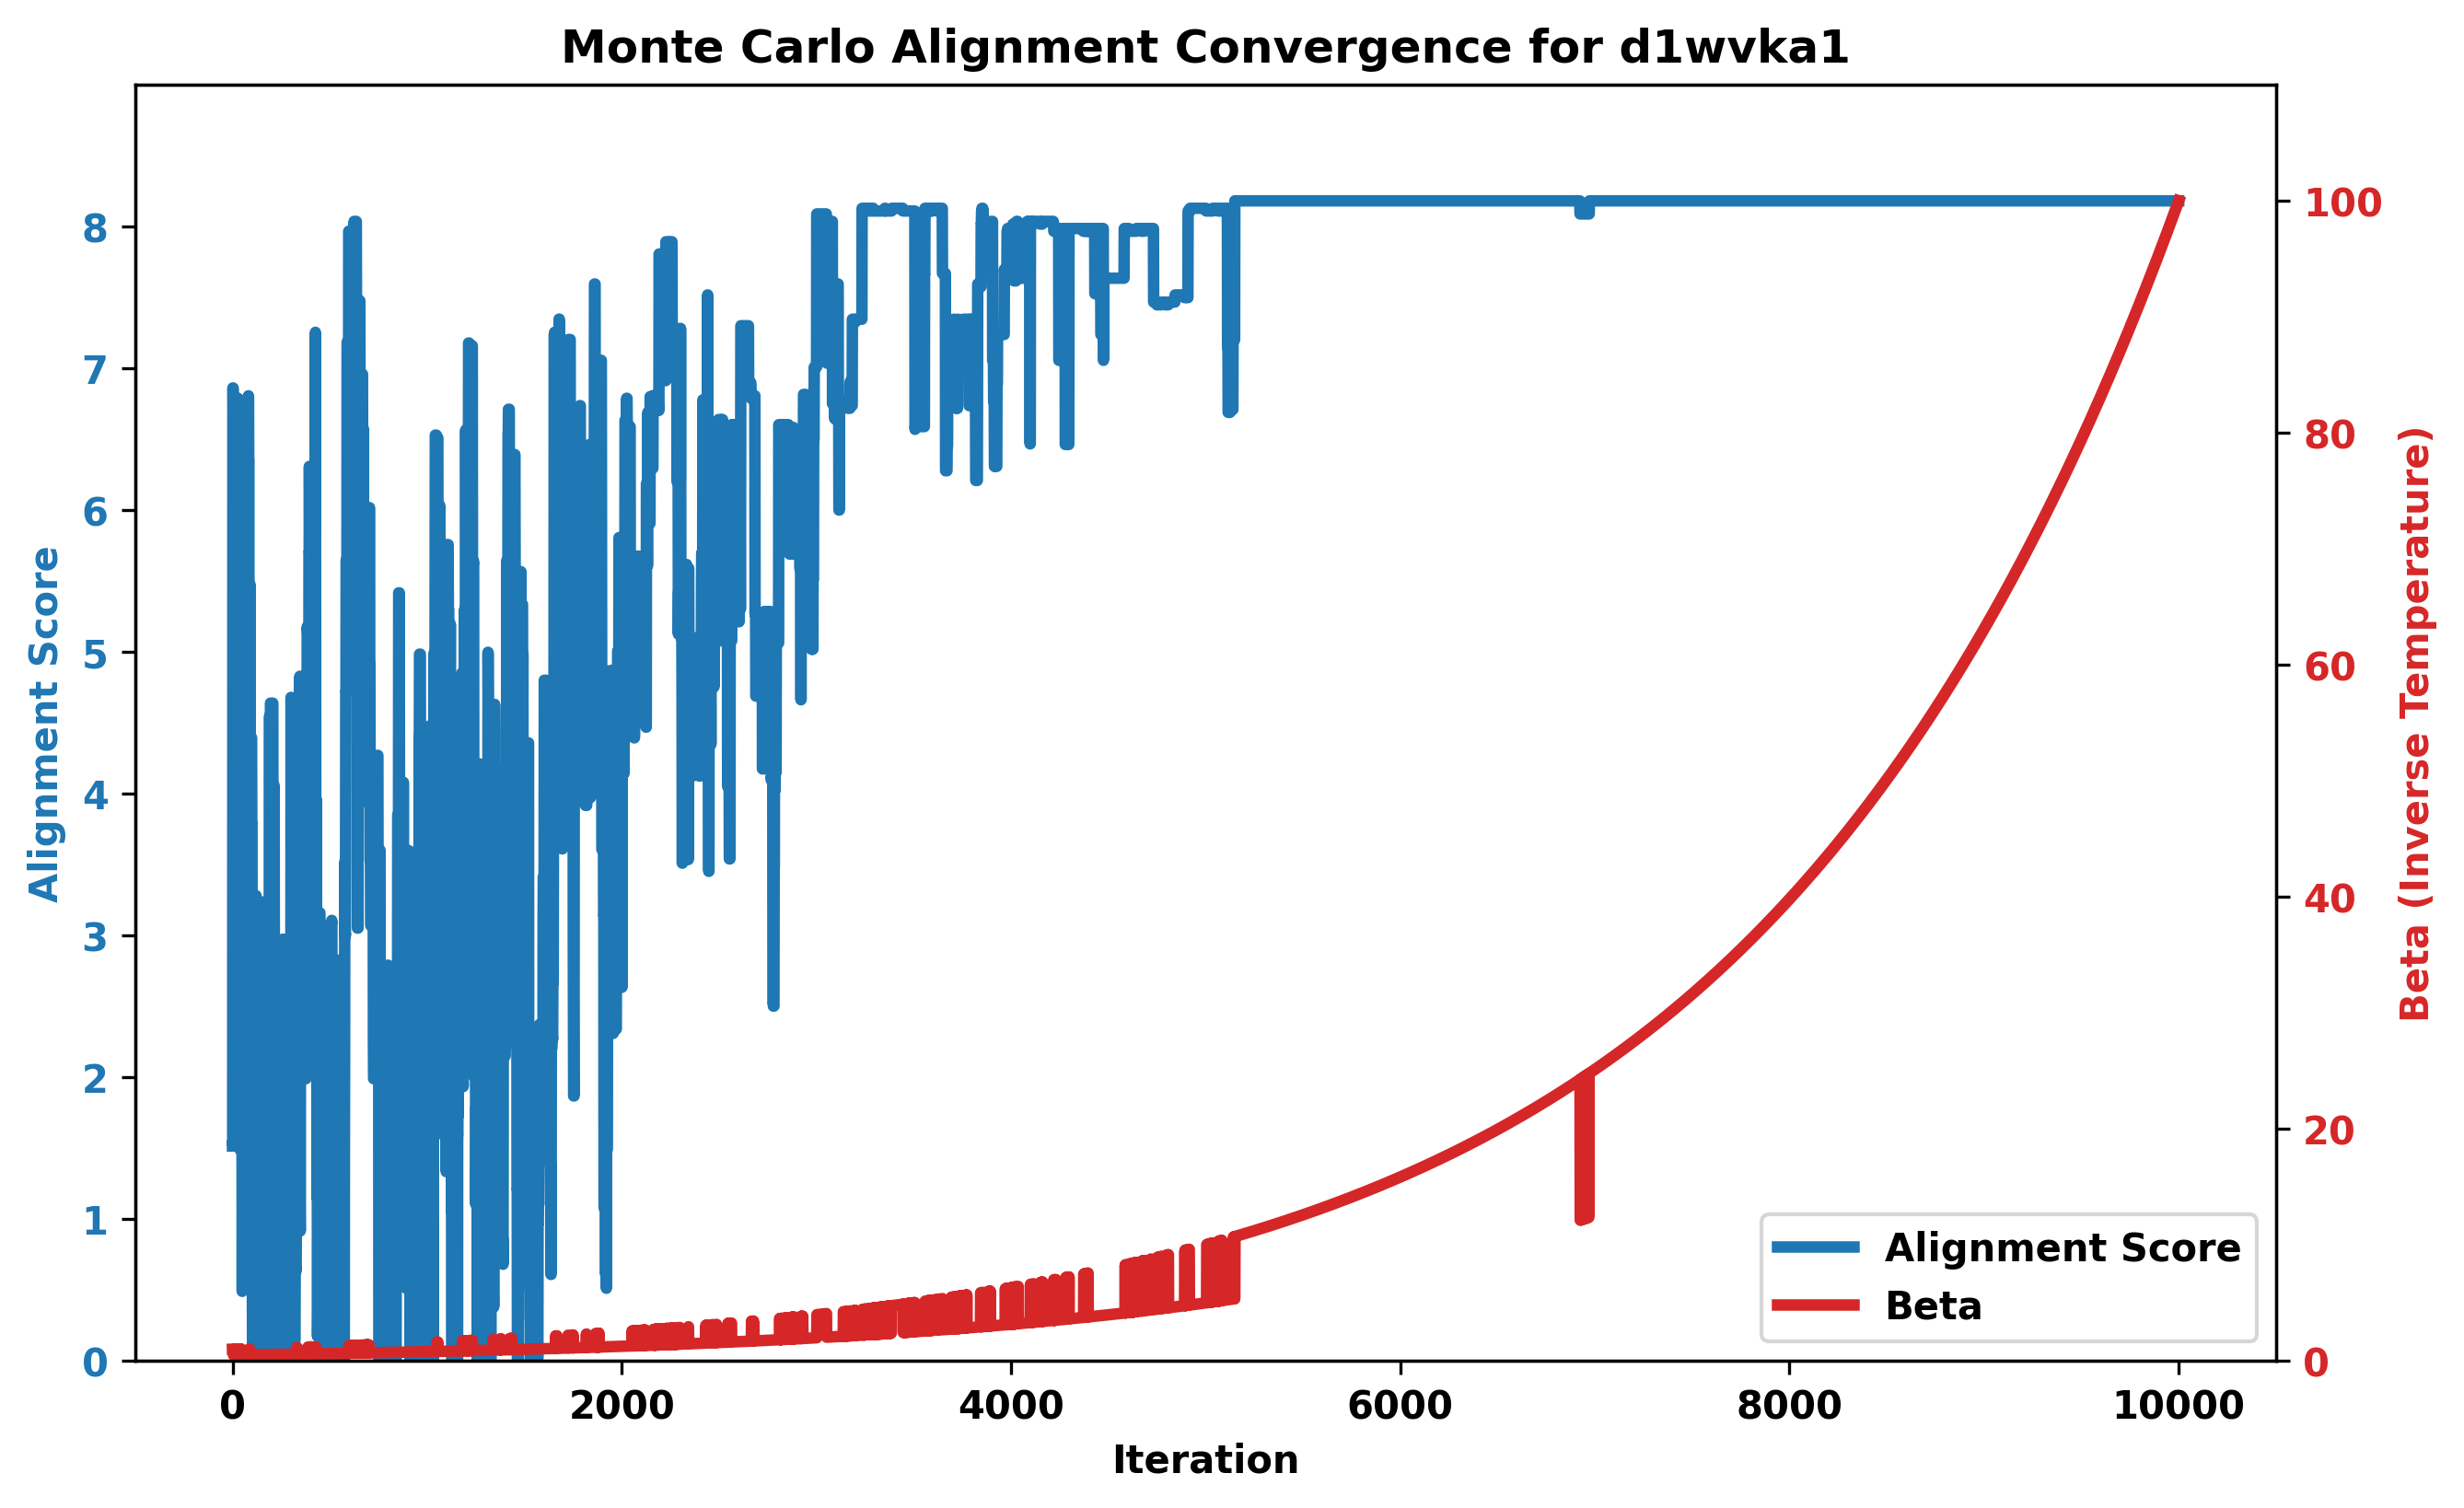 Monte Carlo Alignment Convergence for d1wvka1
Alignment Score
8
7
6
5
4
3
2
1
0
100
80
60
40
20
0
Beta (Inverse Temperature)
Alignment Score
Beta
0 2000 4000 6000 8000 10000
Iteration